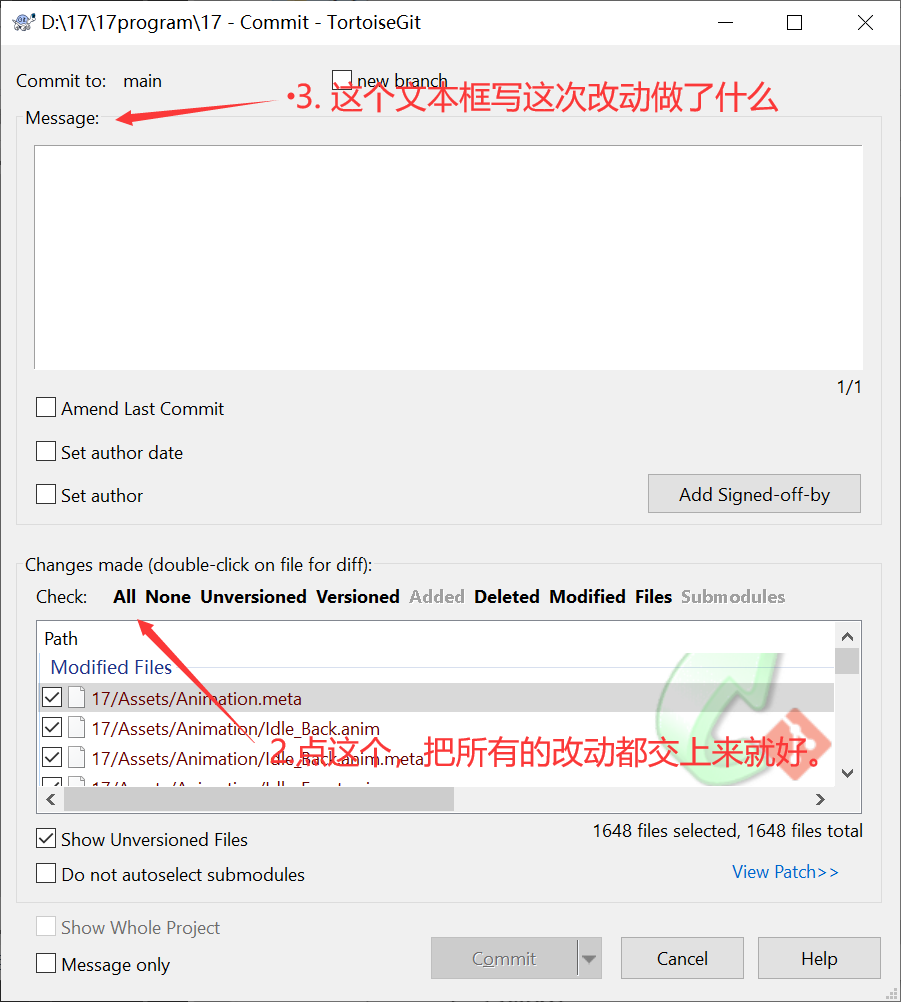 D:\17\17program\17 - Commit - TortoiseGit
Commit to: main
new branch
•3. 这个文本框写这次改动做了什么
Message:
1/1
Amend Last Commit
Set author date
Set author
Add Signed-off-by
Changes made (double-click on file for diff):
Check: All None Unversioned Versioned Added Deleted Modified Files Submodules
Path
Modified Files
17/Assets/Animation.meta
17/Assets/Animation/Idle_Back.anim
17/Assets/Animation/Idle_Back.anim.meta
2.点这个，把所有的改动都交上来就好。
1648 files selected, 1648 files total
Show Unversioned Files
Do not autoselect submodules
View Patch>>
Show Whole Project
Message only
Commit
Cancel
Help